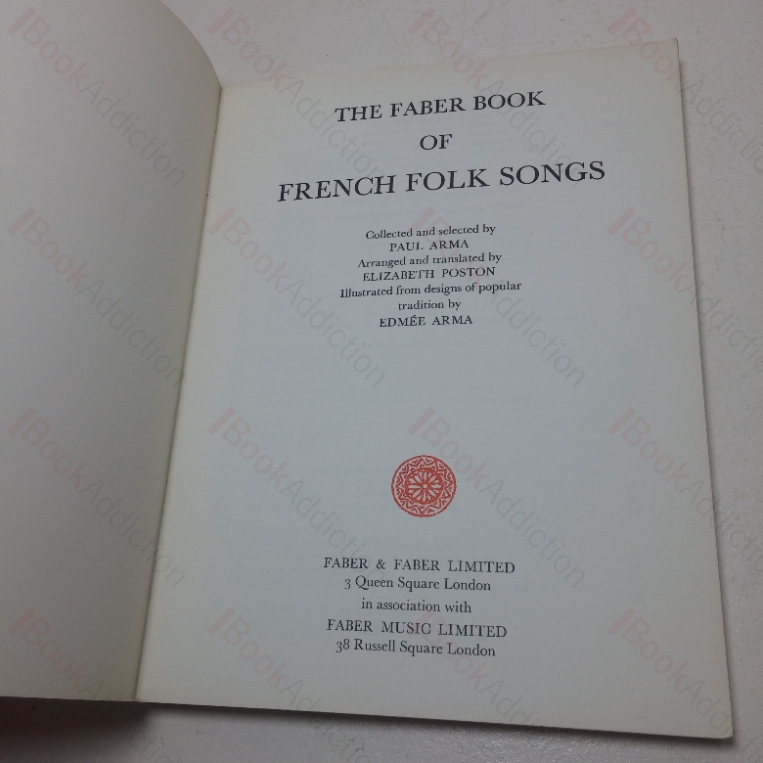 THE FABER BOOK
OF
FRENCH FOLK SONGS
Collected and selected by
PAUL ARMA
Arranged and translated by
ELIZABETH POSTON
Illustrated from designs of popular
tradition by
EDMÉE ARMA
FABER & FABER LIMITED
3 Queen Square London
in association with
FABER MUSIC LIMITED
38 Russell Square London
BookAddiction